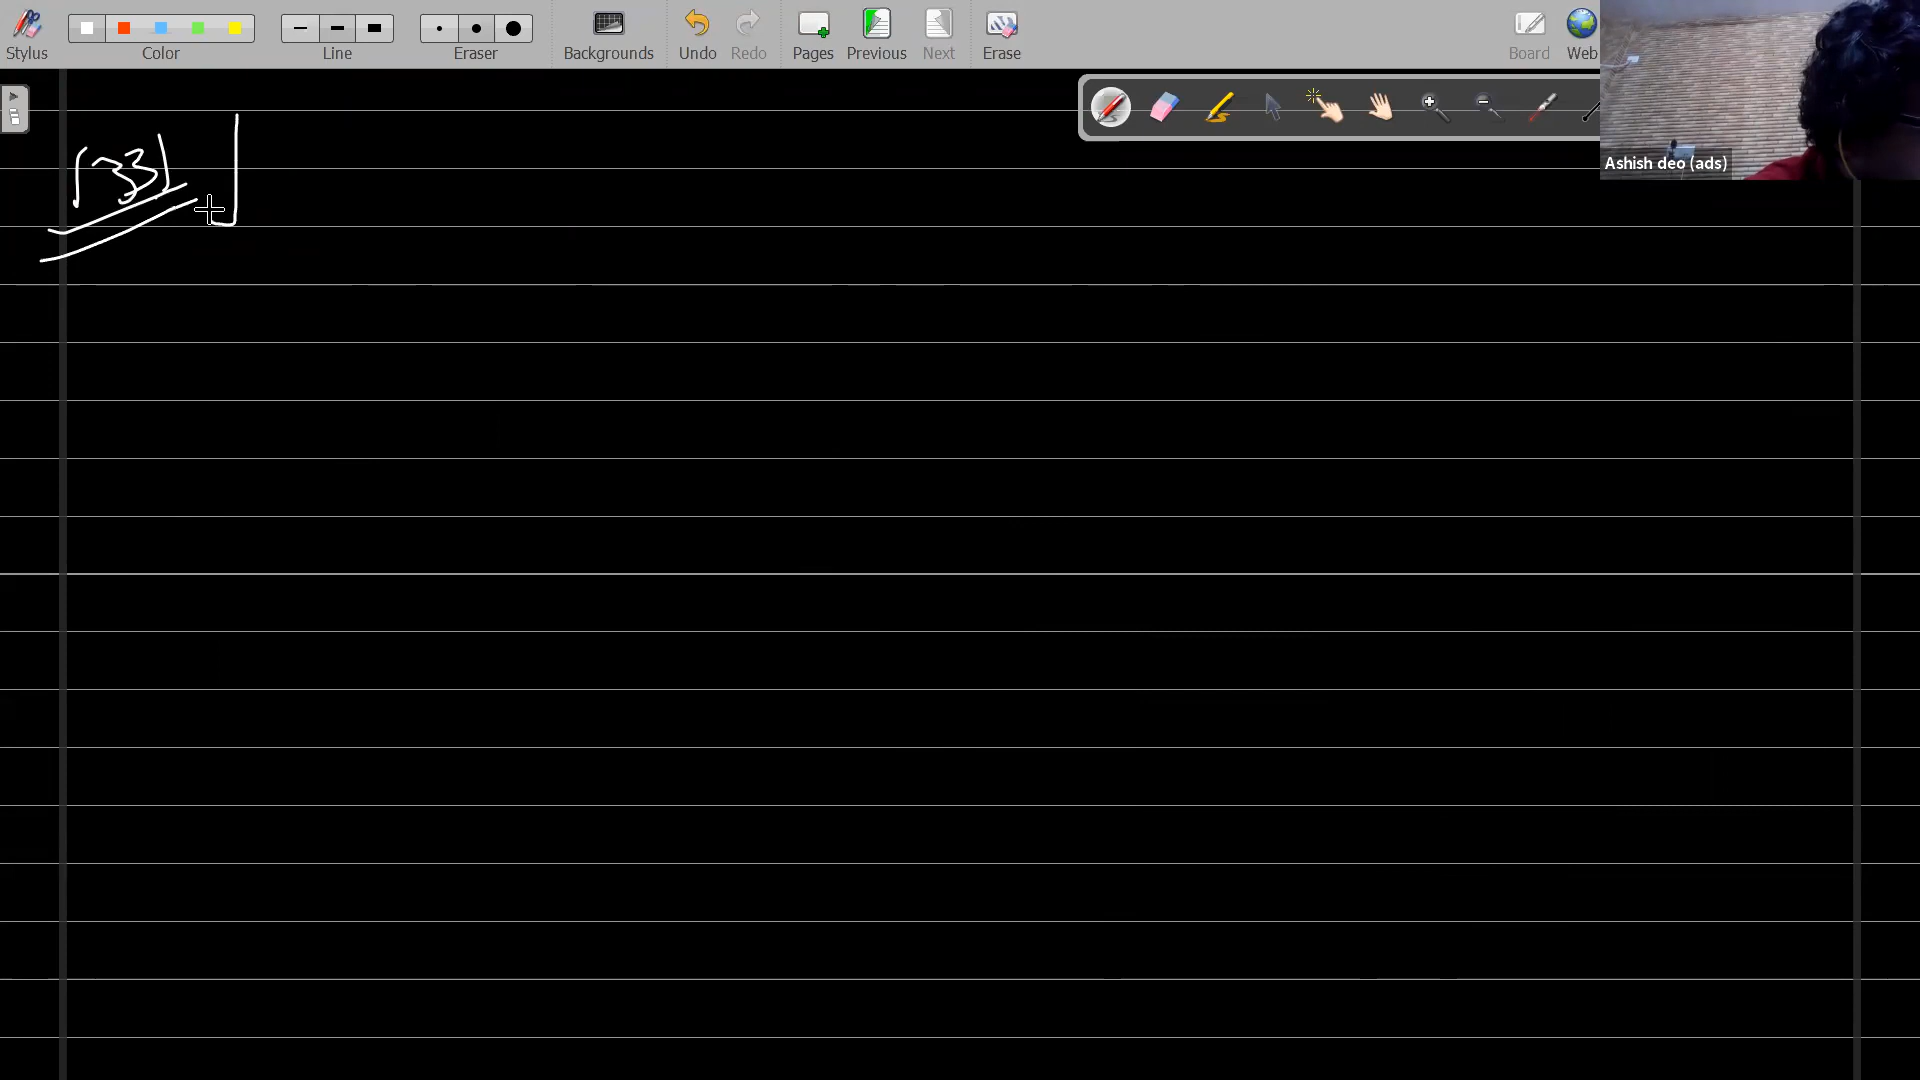 Stylus
Color
Line
Eraser
Backgrounds
Undo
Redo
Pages
Previous
Next
Erase
Board
Web
Ashish deo (ads)